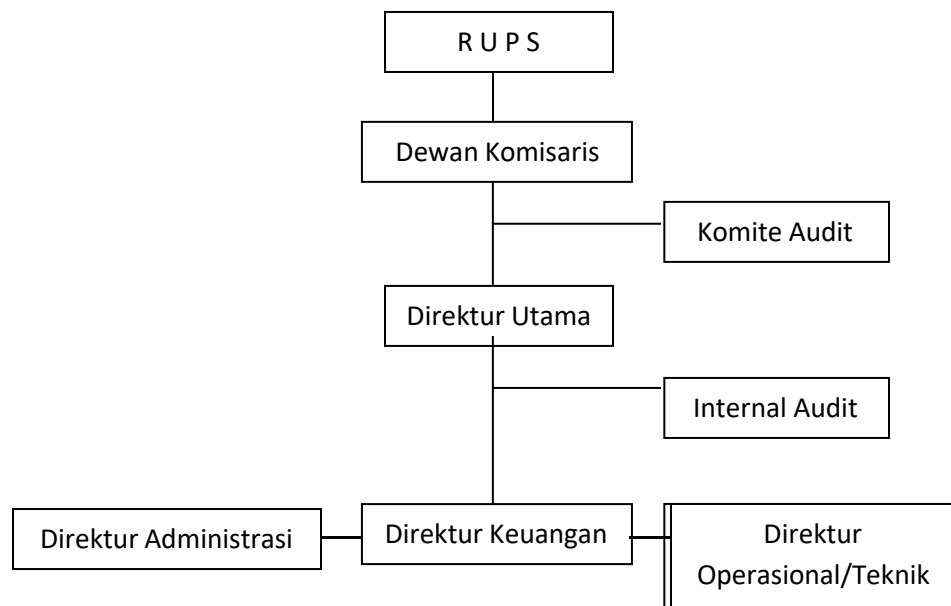 R U P S
Dewan Komisaris
Komite Audit
Direktur Utama
Internal Audit
Direktur Administrasi
Direktur Keuangan
Direktur
Operasional/Teknik